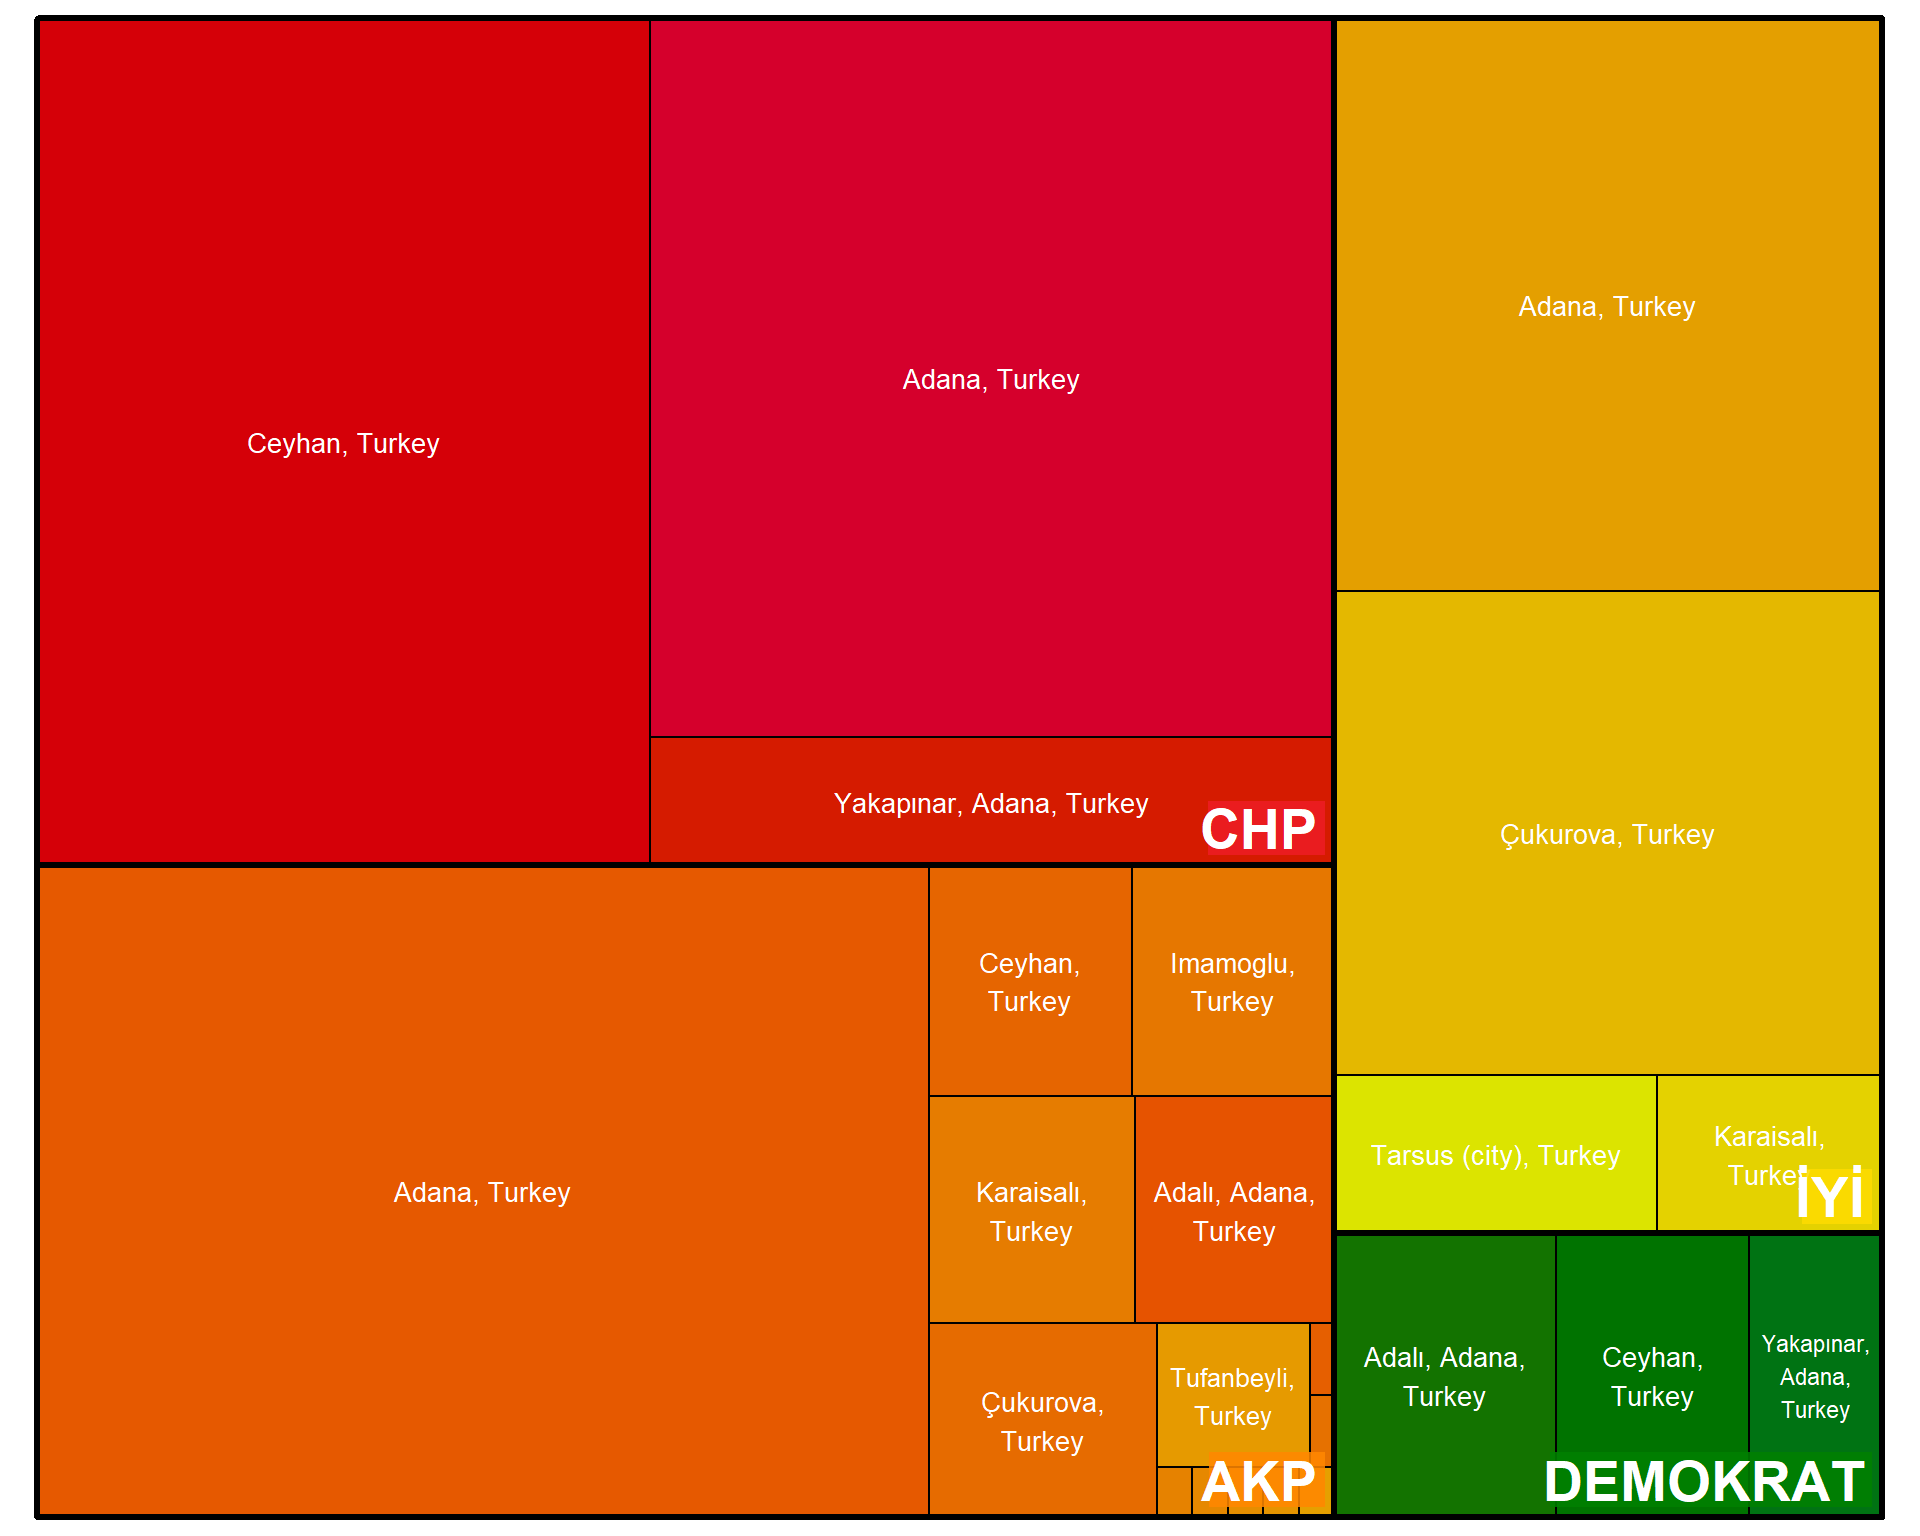 Ceyhan, Turkey
Adana, Turkey
Yakapınar, Adana, Turkey
CHP
Adana, Turkey
Çukurova, Turkey
Tarsus (city), Turkey
Karaisalı,
Turkey
İYİ
Adana, Turkey
Ceyhan,
Turkey
Imamoglu,
Turkey
Karaisalı,
Turkey
Adalı, Adana,
Turkey
Çukurova,
Turkey
Tufanbeyli,
Turkey
AKP
Adalı, Adana,
Turkey
Ceyhan,
Turkey
Yakapınar,
Adana,
Turkey
DEMOKRAT